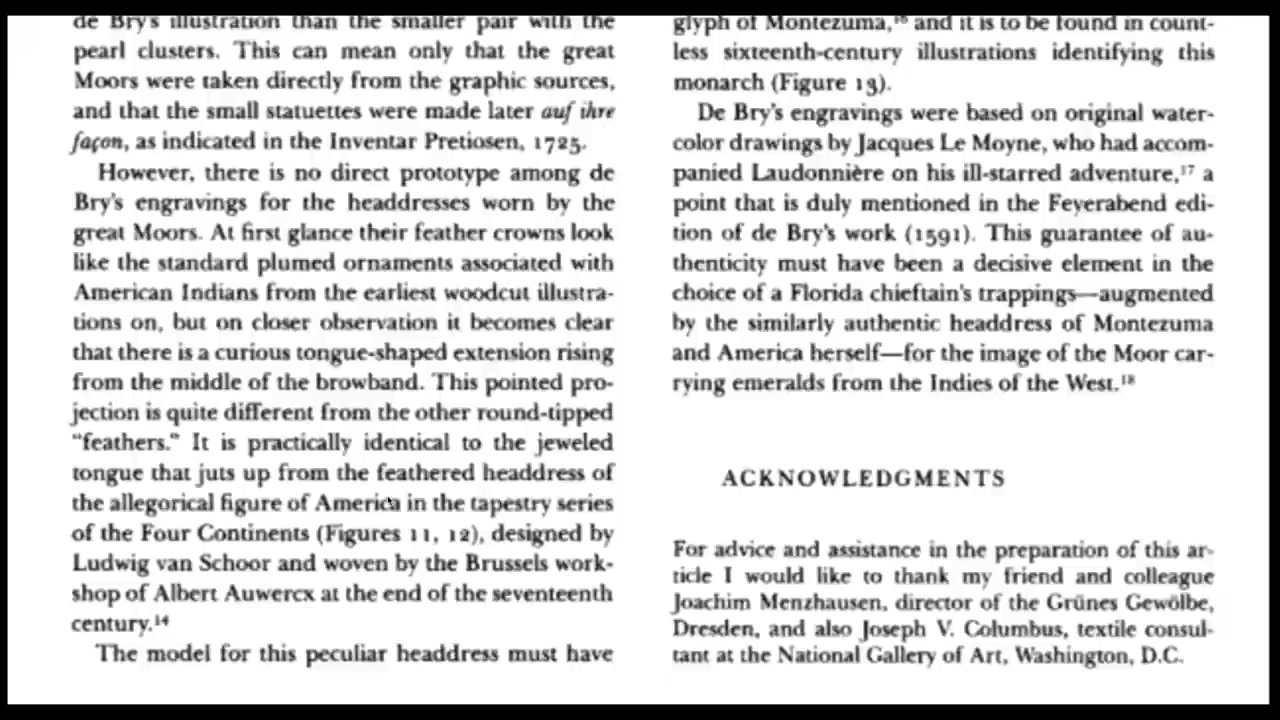 de Bry's illustration than the smaller pair with the
pearl clusters. This can mean only that the great
Moors were taken directly from the graphic sources,
and that the small statuettes were made later auf ihre
façon, as indicated in the Inventar Pretiosen, 1725.
However, there is no direct prototype among de
Bry's engravings for the headdresses worn by the
great Moors. At first glance their feather crowns look
like the standard plumed ornaments associated with
American Indians from the earliest woodcut illustra-
tions on, but on closer observation it becomes clear
that there is a curious tongue-shaped extension rising
from the middle of the browband. This pointed pro-
jection is quite different from the other round-tipped
"feathers." It is practically identical to the jeweled
tongue that juts up from the feathered headdress of
the allegorical figure of America in the tapestry series
of the Four Continents (Figures 11, 12), designed by
Ludwig van Schoor and woven by the Brussels work-
shop of Albert Auwercx at the end of the seventeenth
century.¹⁴
The model for this peculiar headdress must have
glyph of Montezuma,¹⁶ and it is to be found in count-
less sixteenth-century illustrations identifying this
monarch (Figure 13).
De Bry's engravings were based on original water-
color drawings by Jacques Le Moyne, who had accom-
panied Laudonnière on his ill-starred adventure,¹⁷ a
point that is duly mentioned in the Feyerabend edi-
tion of de Bry's work (1591). This guarantee of au-
thenticity must have been a decisive element in the
choice of a Florida chieftain's trappings—augmented
by the similarly authentic headdress of Montezuma
and America herself—for the image of the Moor car-
rying emeralds from the Indies of the West.¹⁸
ACKNOWLEDGMENTS
For advice and assistance in the preparation of this ar-
ticle I would like to thank my friend and colleague
Joachim Menzhausen, director of the Grünes Gewölbe,
Dresden, and also Joseph V. Columbus, textile consul-
tant at the National Gallery of Art, Washington, D.C.